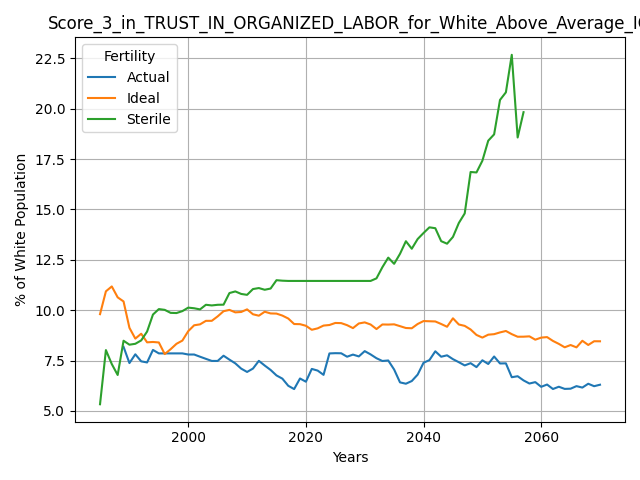 Score_3_in_TRUST_IN_ORGANIZED_LABOR_for_White_Above_Average_I
Fertility
Actual
Ideal
Sterile
22.5
20.0
17.5
15.0
12.5
10.0
7.5
5.0
% of White Population
2000
2020
2040
2060
Years